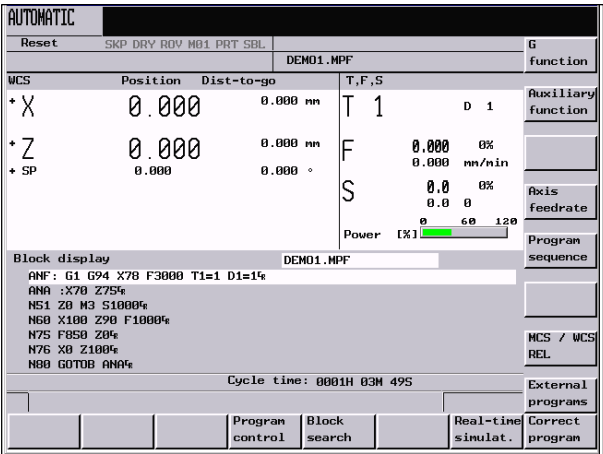 AUTOMATIC
Reset SKP DRY ROV M01 PRT SBL
DEMO1.MPF
G
function
WCS Position Dist-to-go T,F,S
+ X 0.000 0.000 mm T 1 D 1
Auxiliary
function
+ Z 0.000 0.000 mm F 0.000 0%
+ SP 0.000 0.000 ° 0.000 mm/min
S 0.0 0%
0.0 0
Axis
feedrate
0 60 120
Power [%]
Program
sequence
Block display DEMO1.MPF
ANF: G1 G94 X78 F3000 T1=1 D1=1␊
ANA :X70 Z75␊
N51 Z0 M3 S1000␊
N60 X100 Z90 F1000␊
N75 F850 Z0␊
N76 X0 Z100␊
N80 GOTOB ANA␊
MCS / WCS
REL
Cycle time: 0001H 03M 49S
External
programs
Program
control
Block
search
Real-time
simulat.
Correct
program